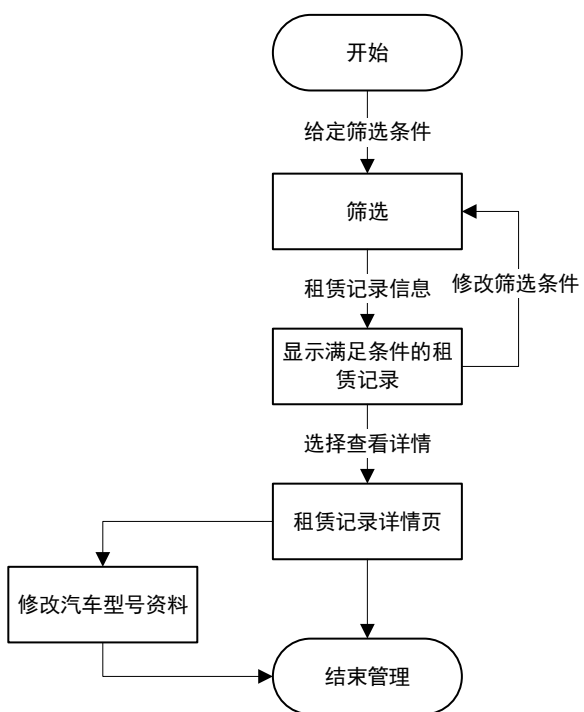 开始
给定筛选条件
筛选
租赁记录信息
修改筛选条件
显示满足条件的租
赁记录
选择查看详情
租赁记录详情页
修改汽车型号资料
结束管理